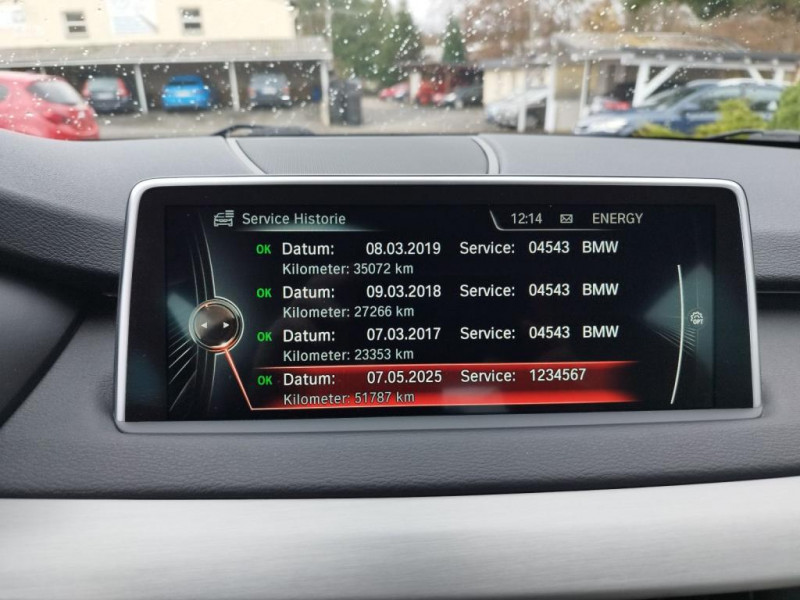 Service Historie 12:14 ENERGY
OK Datum: 08.03.2019 Service: 04543 BMW
Kilometer: 35072 km
OK Datum: 09.03.2018 Service: 04543 BMW
Kilometer: 27266 km
OK Datum: 07.03.2017 Service: 04543 BMW
Kilometer: 23353 km
OK Datum: 07.05.2025 Service: 1234567
Kilometer: 51787 km
OPT